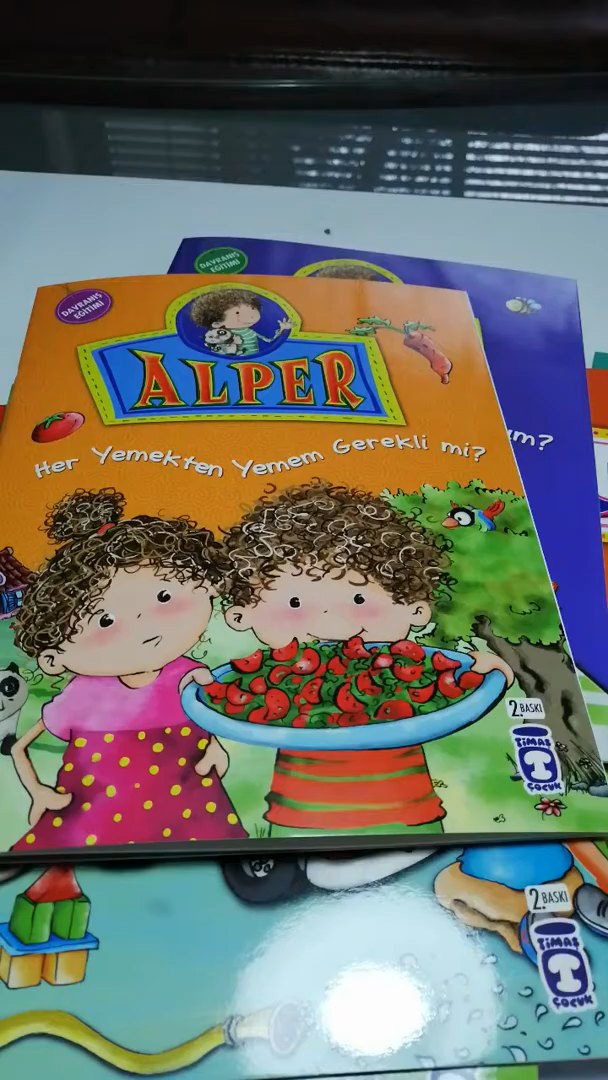 DAVRANIŞ
EĞİTİMİ
DAVRANIŞ
EĞİTİMİ
ALPER
Her Yemekten Yemem Gerekli mi?
2. BASKI
TİMAŞ
ÇOCUK
2. BASKI
TİMAŞ
ÇOCUK